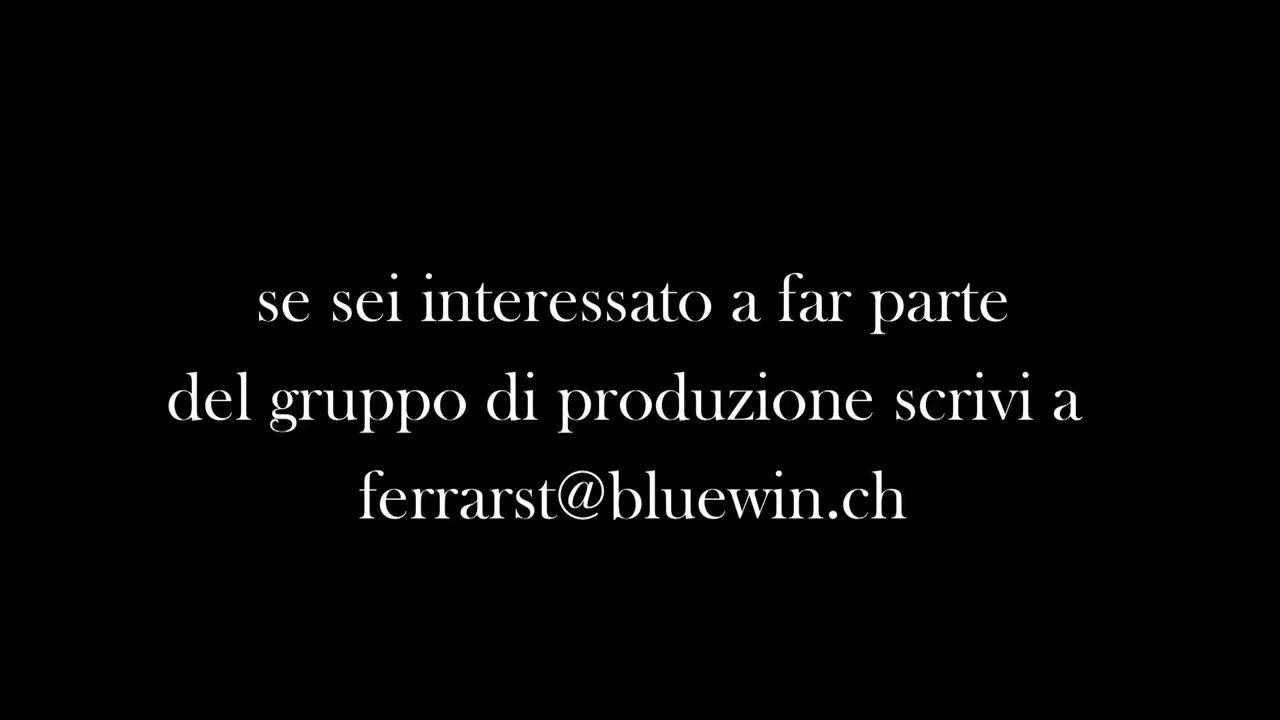 se sei interessato a far parte
del gruppo di produzione scrivi a
ferrarst@bluewin.ch